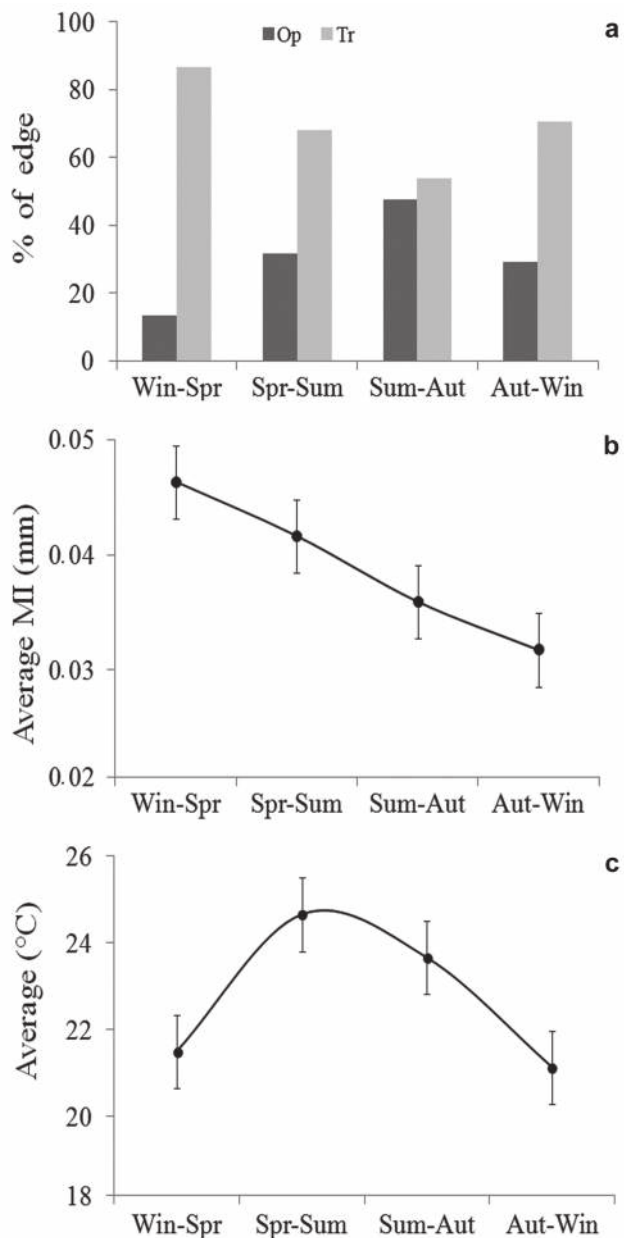 100
a
Op Tr
80
60
40
20
0
% of edge
Win-Spr Spr-Sum Sum-Aut Aut-Win
0.05
b
0.04
0.03
0.02
Average MI (mm)
Win-Spr Spr-Sum Sum-Aut Aut-Win
26
c
24
22
20
18
Average (°C)
Win-Spr Spr-Sum Sum-Aut Aut-Win